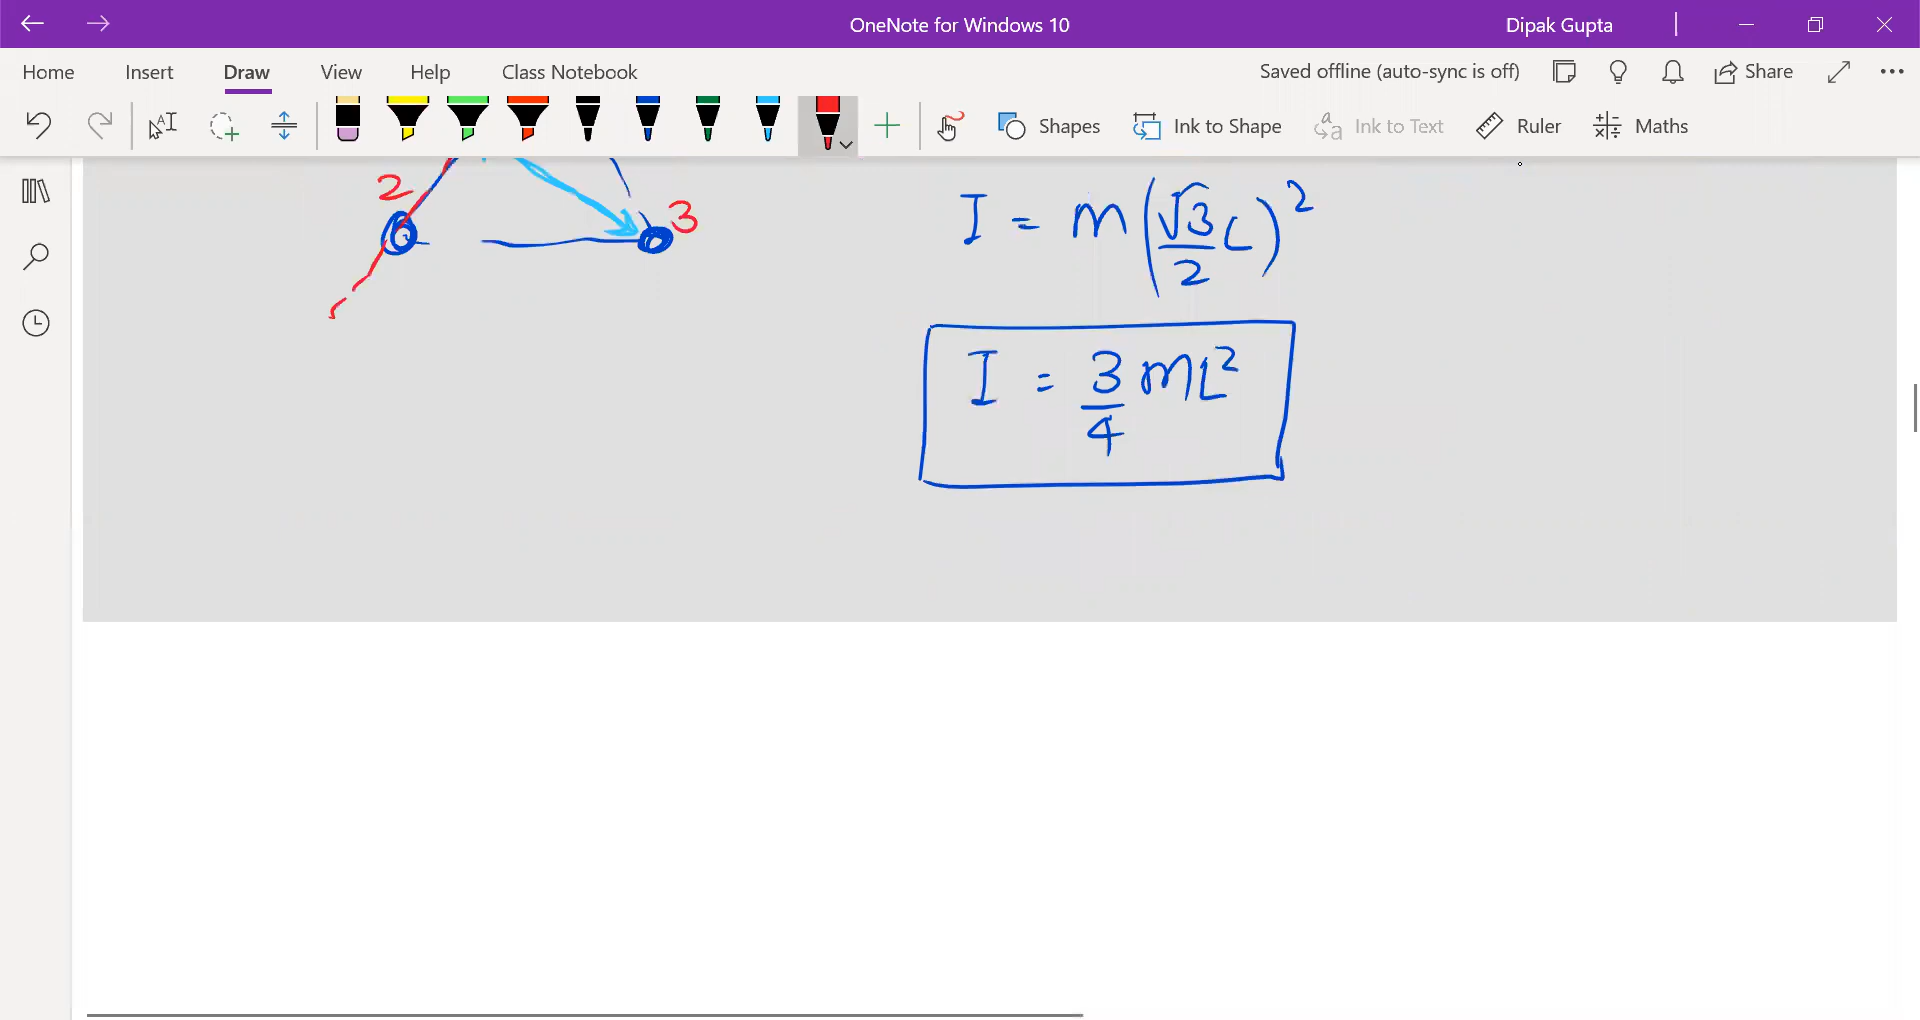 OneNote for Windows 10
Dipak Gupta
Home Insert Draw View Help Class Notebook
Saved offline (auto-sync is off) Share
Shapes Ink to Shape Ink to Text Ruler Maths
2
3
I = m(√3/2 L)²
I = 3/4 mL²